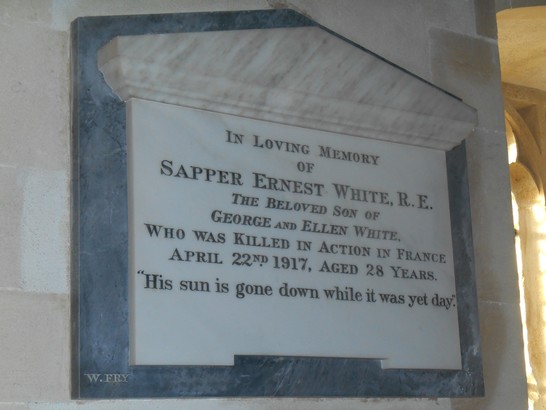 IN LOVING MEMORY
OF
SAPPER ERNEST WHITE, R.E.
THE BELOVED SON OF
GEORGE AND ELLEN WHITE,
WHO WAS KILLED IN ACTION IN FRANCE
APRIL 22ND 1917, AGED 28 YEARS.
"His sun is gone down while it was yet day."
W. FRY